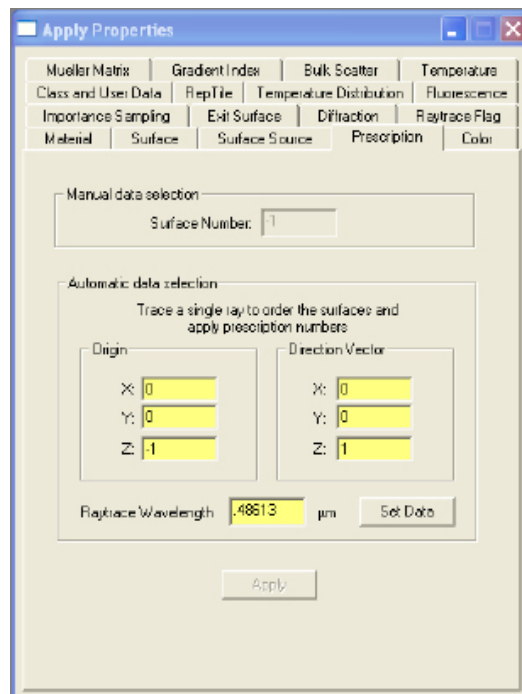 Apply Properties
Mueller Matrix Gradient Index Bulk Scatter Temperature
Class and User Data RepTile Temperature Distribution Fluorescence
Importance Sampling Exit Surface Diffraction Raytrace Flag
Material Surface Surface Source Prescription Color
Manual data selection
Surface Number: -1
Automatic data selection
Trace a single ray to order the surfaces and
apply prescription numbers
Origin Direction Vector
X: 0 X: 0
Y: 0 Y: 0
Z: -1 Z: 1
Raytrace Wavelength .48613 µm Set Data
Apply